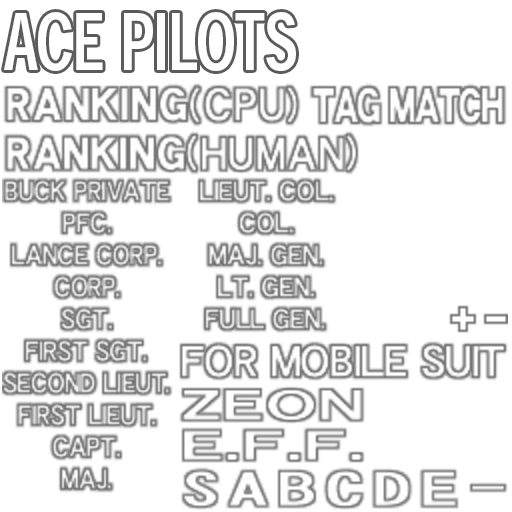 ACE PILOTS
RANKING(CPU) TAG MATCH
RANKING(HUMAN)
BUCK PRIVATE
PFC.
LANCE CORP.
CORP.
SGT.
FIRST SGT.
SECOND LIEUT.
FIRST LIEUT.
CAPT.
MAJ.
LIEUT. COL.
COL.
MAJ. GEN.
LT. GEN.
FULL GEN.
+ −
FOR MOBILE SUIT
ZEON
E.F.F.
S A B C D E −